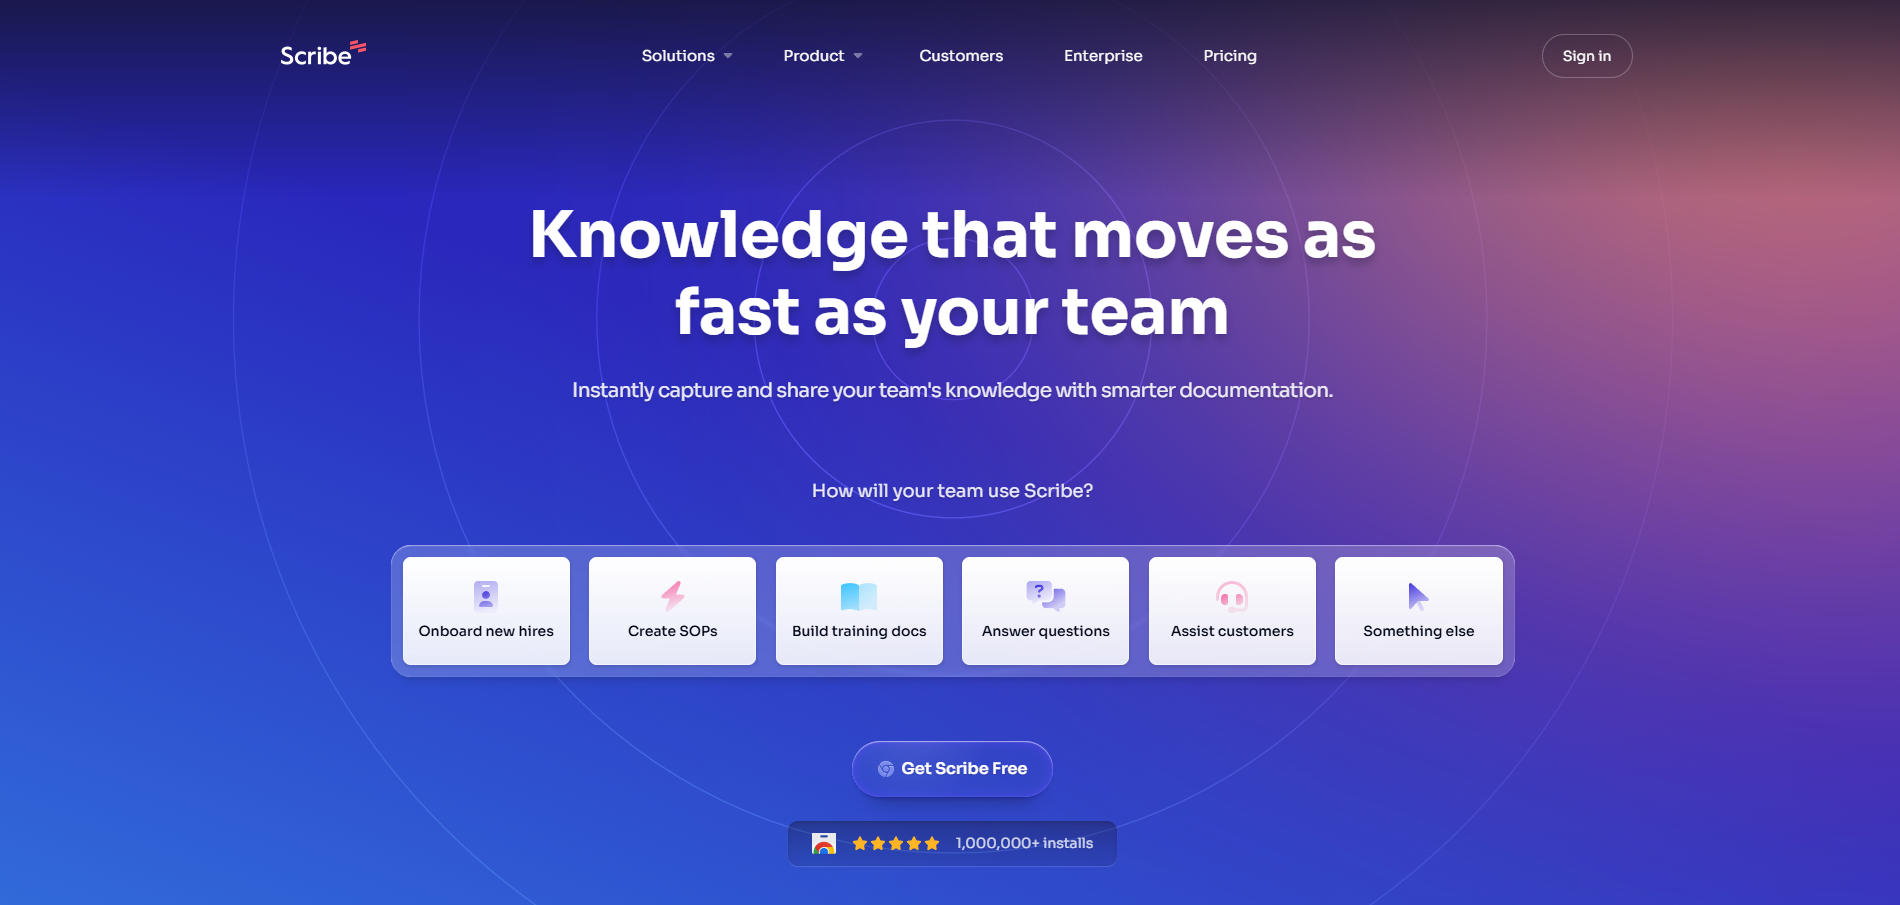 Scribe
Solutions
Product
Customers
Enterprise
Pricing
Sign in
Knowledge that moves as
fast as your team
Instantly capture and share your team's knowledge with smarter documentation.
How will your team use Scribe?
Onboard new hires
Create SOPs
Build training docs
?
Answer questions
Assist customers
Something else
Get Scribe Free
1,000,000+ installs